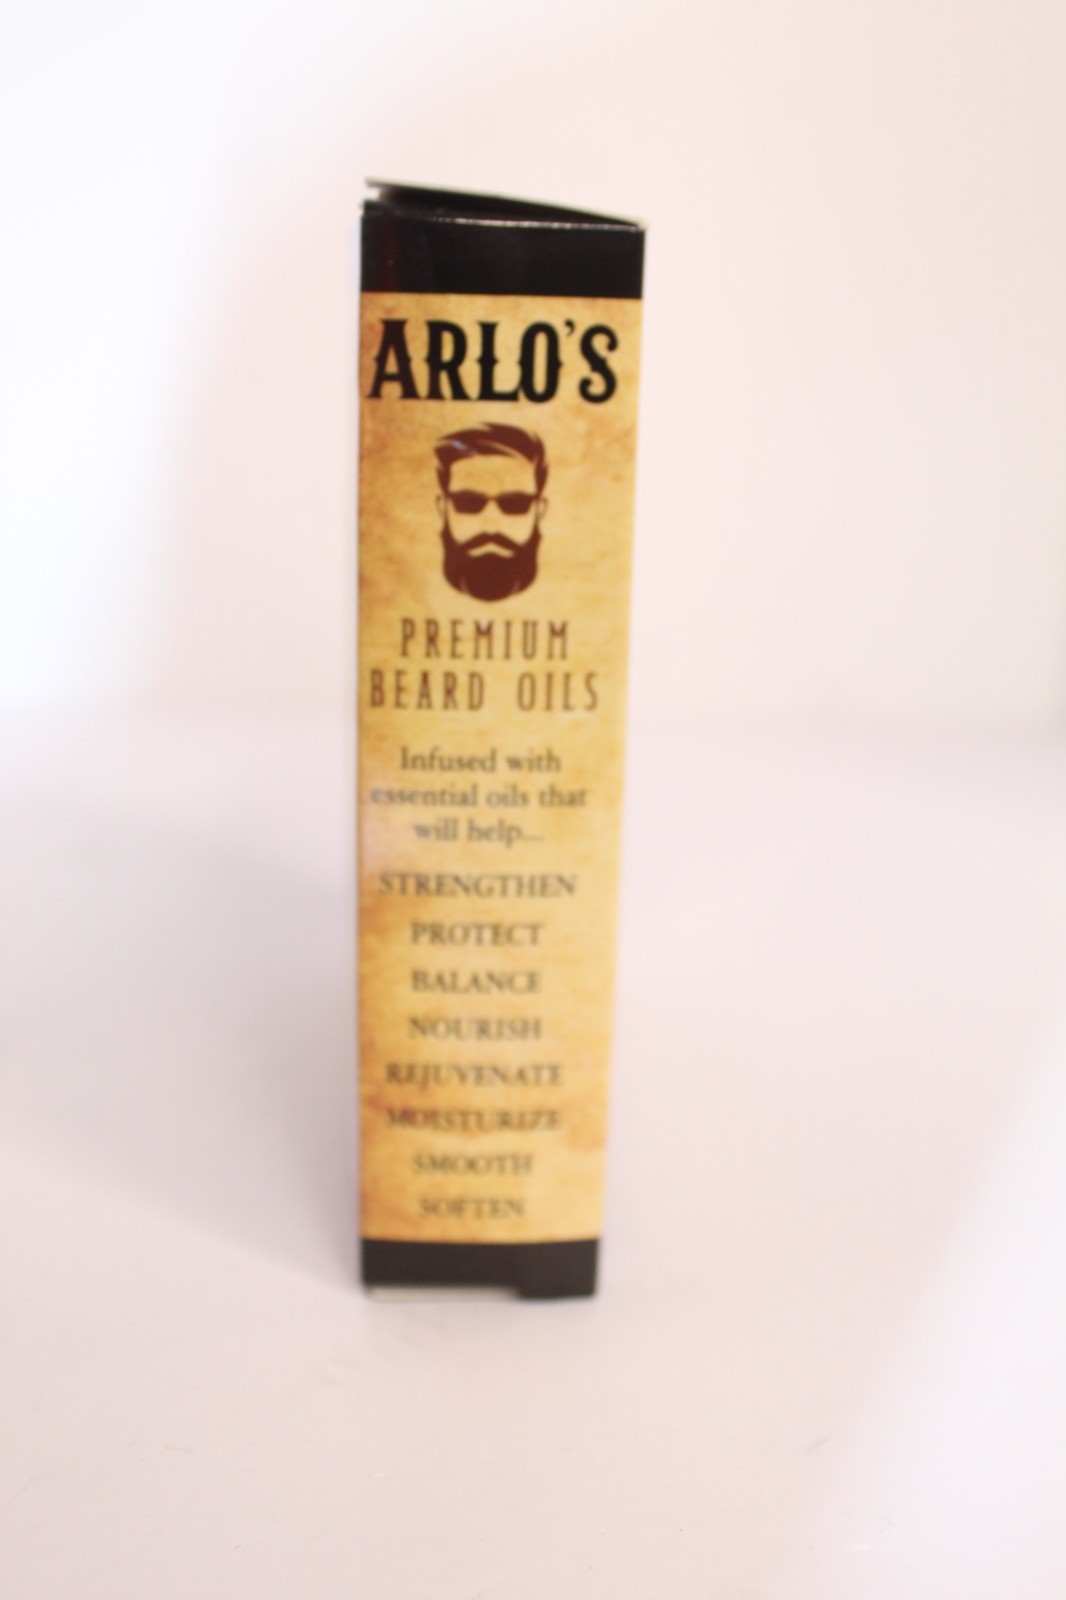 ARLO'S
PREMIUM
BEARD OILS
Infused with
essential oils that
will help...
STRENGTHEN
PROTECT
BALANCE
NOURISH
REJUVENATE
MOISTURIZE
SMOOTH
SOFTEN